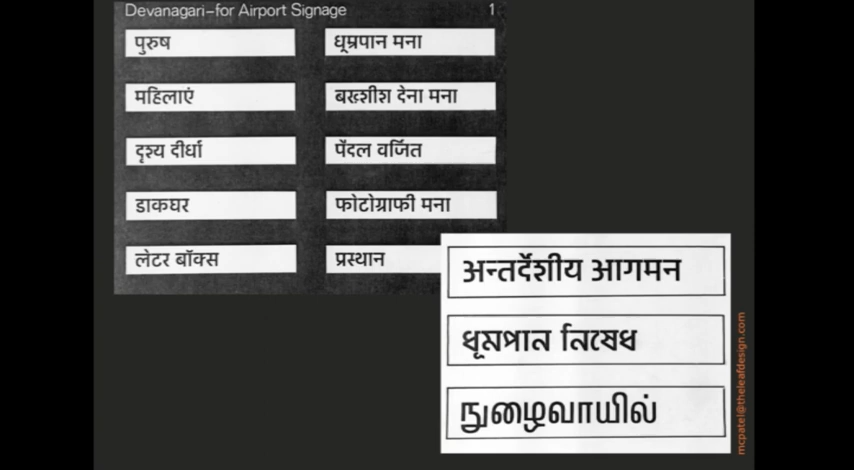 Devanagari–for Airport Signage 1
पुरुष
धूम्रपान मना
महिलाएं
बख्शीश देना मना
दृश्य दीर्धा
पेंदल वर्जित
डाकघर
फोटोग्राफी मना
लेटर बॉक्स
प्रस्थान
अन्तर्देशीय आगमन
ধূমপান নিষেধ
நுழைவாயில்
mcpatel@theleafdesign.com